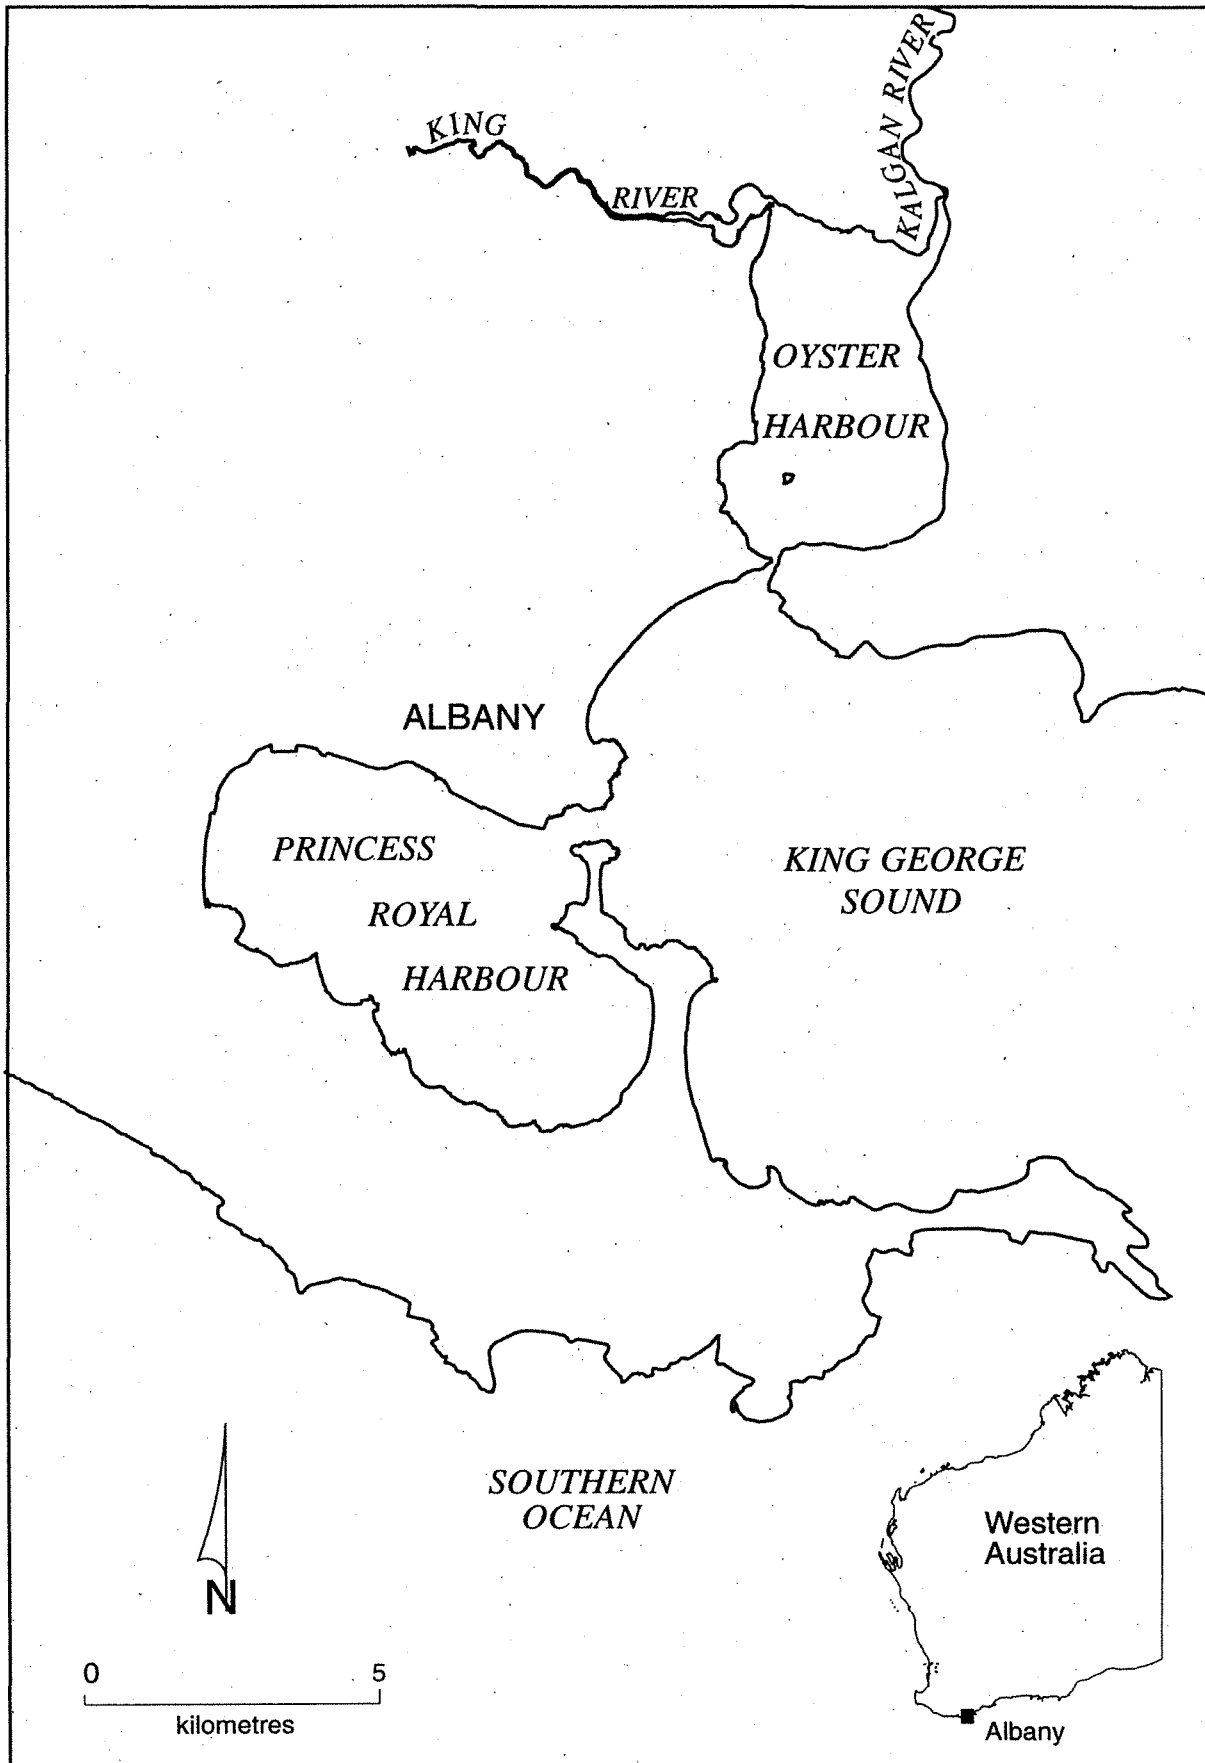 KALGAN RIVER
KING
RIVER
OYSTER
HARBOUR
ALBANY
PRINCESS
ROYAL
HARBOUR
KING GEORGE
SOUND
SOUTHERN
OCEAN
Western
Australia
N
0 5
kilometres
Albany